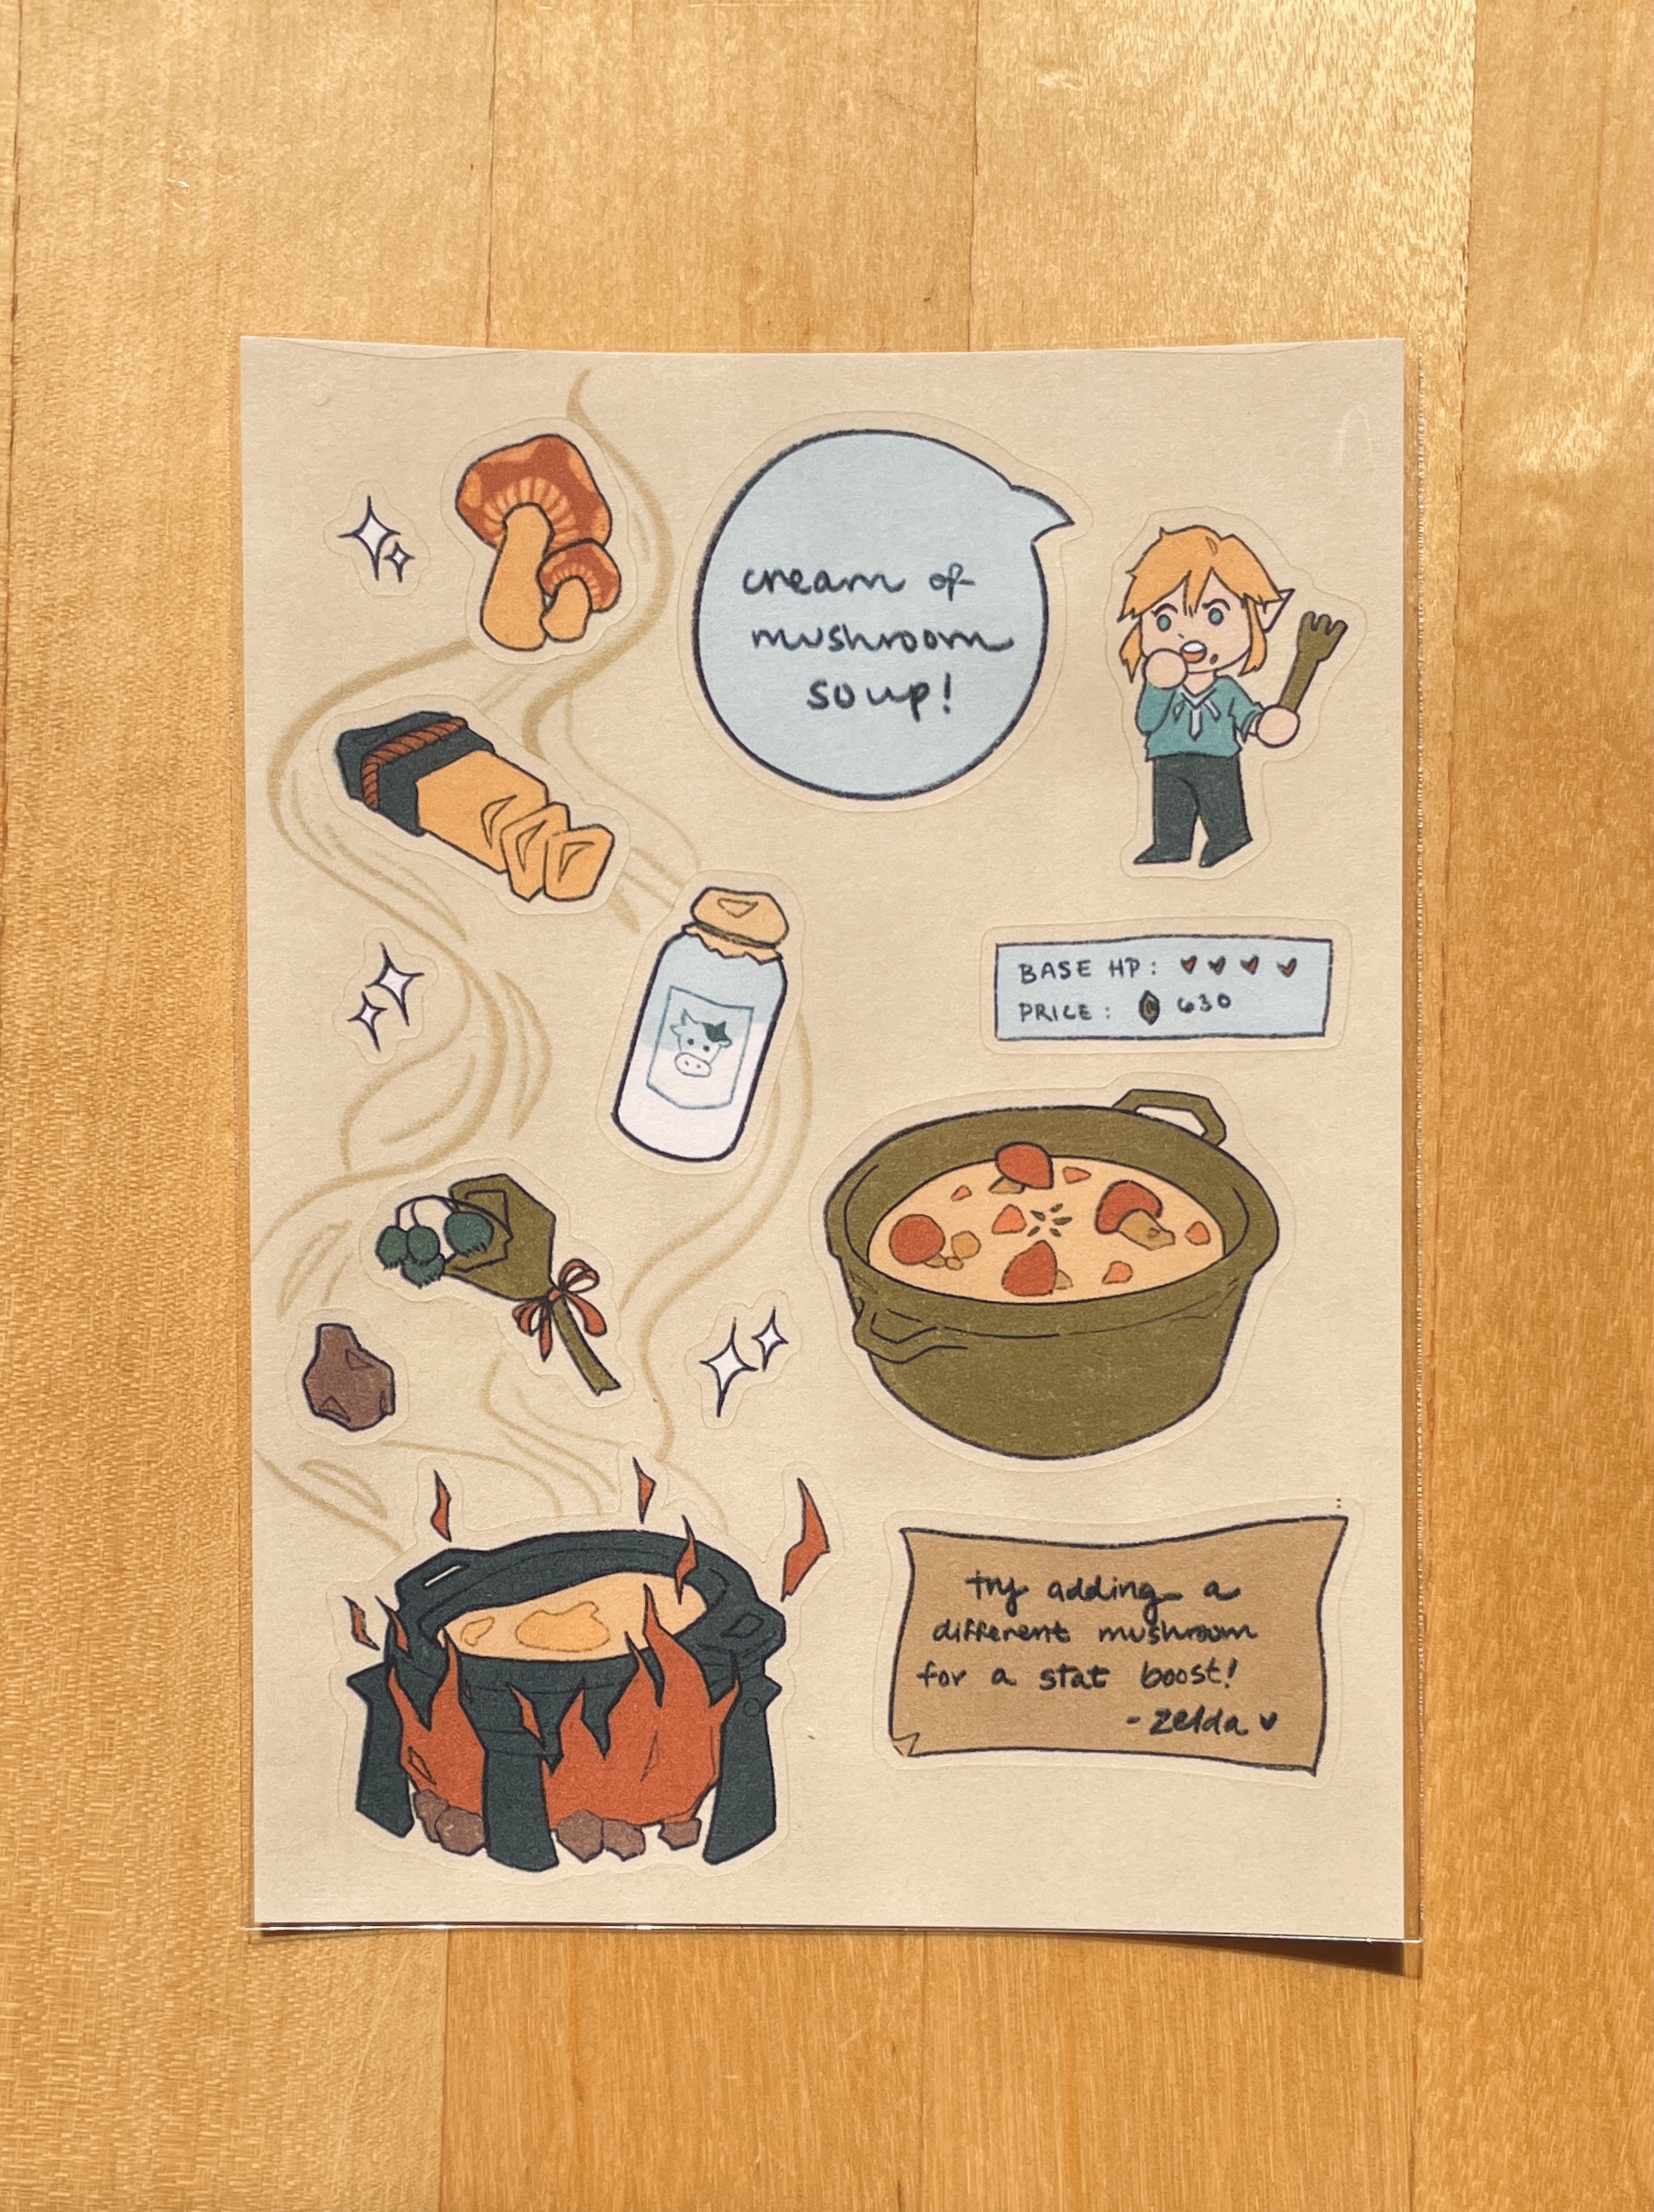 cream of
mushroom
soup!
BASE HP:
PRICE: 630
try adding a
different mushroom
for a stat boost!
- Zelda ♥